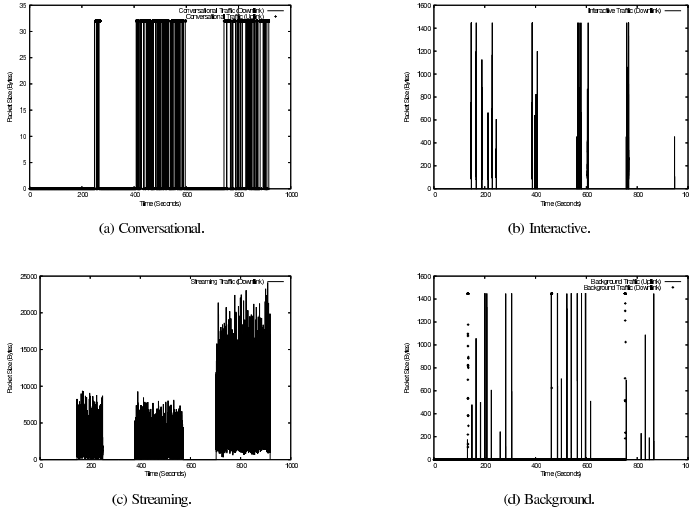 35
30
25
20
15
10
5
0
Packet Size (Bytes)
Conversational Traffic (Downlink)
Conversational Traffic (Uplink)
0 200 400 600 800 1000
Time (Seconds)
(a) Conversational.
1600
1400
1200
1000
800
600
400
200
0
Packet Size (Bytes)
Interactive Traffic (Downlink)
0 200 400 600 800 1000
Time (Seconds)
(b) Interactive.
25000
20000
15000
10000
5000
0
Packet Size (Bytes)
Streaming Traffic (Downlink)
0 200 400 600 800 1000
Time (Seconds)
(c) Streaming.
1600
1400
1200
1000
800
600
400
200
0
Packet Size (Bytes)
Background Traffic (Uplink)
Background Traffic (Downlink)
0 200 400 600 800 1000
Time (Seconds)
(d) Background.